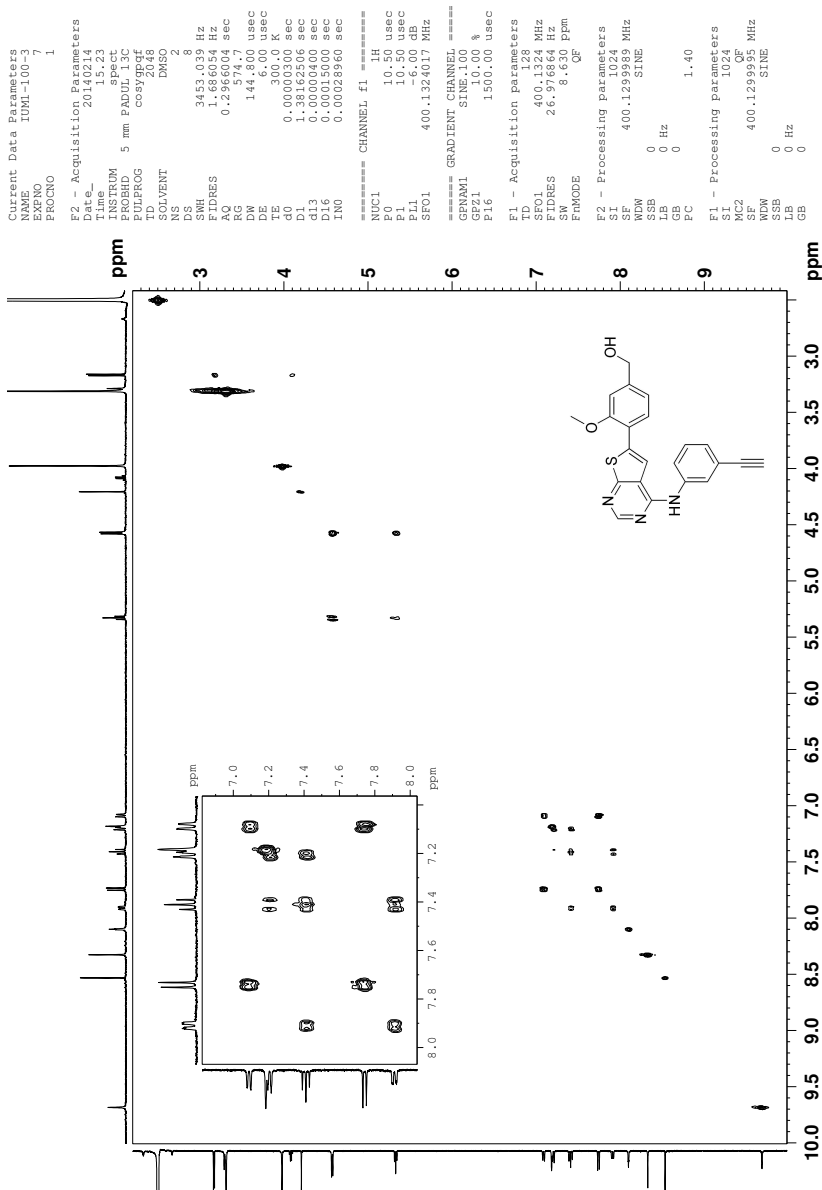 Current Data Parameters
NAME IUM1-100-3
EXPNO 7
PROCNO 1
F2 - Acquisition Parameters
Date_ 20140214
Time 15.23
INSTRUM spect
PROBHD 5 mm PADUL 13C
PULPROG cosygpqf
TD 2048
SOLVENT DMSO
NS 2
DS 8
SWH 3453.039 Hz
FIDRES 1.686054 Hz
AQ 0.2966004 sec
RG 574.7
DW 144.800 usec
DE 6.00 usec
TE 300.0 K
d0 0.00000300 sec
D1 1.38162506 sec
d13 0.00000400 sec
D16 0.00015000 sec
IN0 0.00028960 sec
======== CHANNEL f1 ========
NUC1 1H
P0 10.50 usec
P1 10.50 usec
PL1 -6.00 dB
SFO1 400.1324017 MHz
====== GRADIENT CHANNEL =====
GPNAM1 SINE.100
GPZ1 10.00 %
P16 1500.00 usec
F1 - Acquisition parameters
TD 128
SFO1 400.1324 MHz
FIDRES 26.976864 Hz
SW 8.630 ppm
FnMODE QF
F2 - Processing parameters
SI 1024
SF 400.1299989 MHz
WDW SINE
SSB 0
LB 0 Hz
GB 0
PC 1.40
F1 - Processing parameters
SI 1024
MC2 QF
SF 400.1299995 MHz
WDW SINE
SSB 0
LB 0 Hz
GB 0
ppm
3
4
5
6
7
8
9
ppm
3.0
3.5
4.0
4.5
5.0
5.5
6.0
6.5
7.0
7.5
8.0
8.5
9.0
9.5
10.0
ppm
7.0
7.2
7.4
7.6
7.8
8.0
ppm
7.2
7.4
7.6
7.8
8.0
OH
O
S
N
N
HN